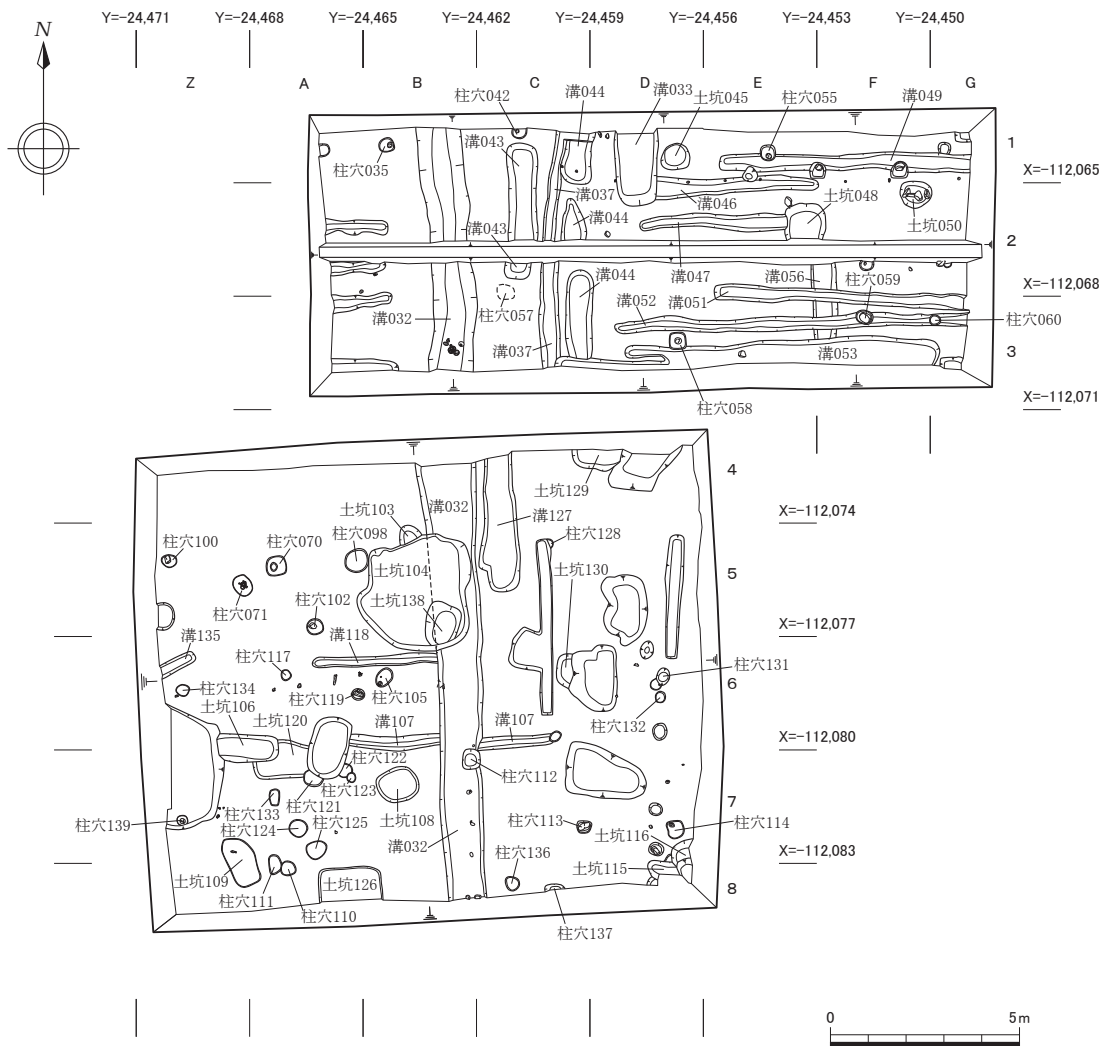 Y=-24,471 Y=-24,468 Y=-24,465 Y=-24,462 Y=-24,459 Y=-24,456 Y=-24,453 Y=-24,450
N
Z A B C D E F G
柱穴042 溝044 溝033 土坑045 柱穴055 溝049
溝043
1
柱穴035
X=-112,065
溝037
溝046
土坑048
溝044
土坑050
溝043
2
溝044 溝047 溝056 柱穴059
X=-112,068
溝052 溝051
溝032 柱穴057
柱穴060
溝037
溝053
3
X=-112,071
柱穴058
4
土坑129
溝032
土坑103
溝127
X=-112,074
柱穴100 柱穴070 柱穴098 柱穴128
土坑104 土坑130
5
柱穴071 柱穴102 土坑138
溝135 溝118
X=-112,077
柱穴117
柱穴131
柱穴134 柱穴119 柱穴105
6
土坑106 土坑120 溝107 溝107
柱穴132
X=-112,080
柱穴122
柱穴112
柱穴123
柱穴133 柱穴121
7
柱穴139 柱穴124 柱穴125 土坑108 柱穴113 柱穴114
溝032
土坑116
X=-112,083
柱穴136
土坑109 土坑126 土坑115
8
柱穴111
柱穴110
柱穴137
0 5m